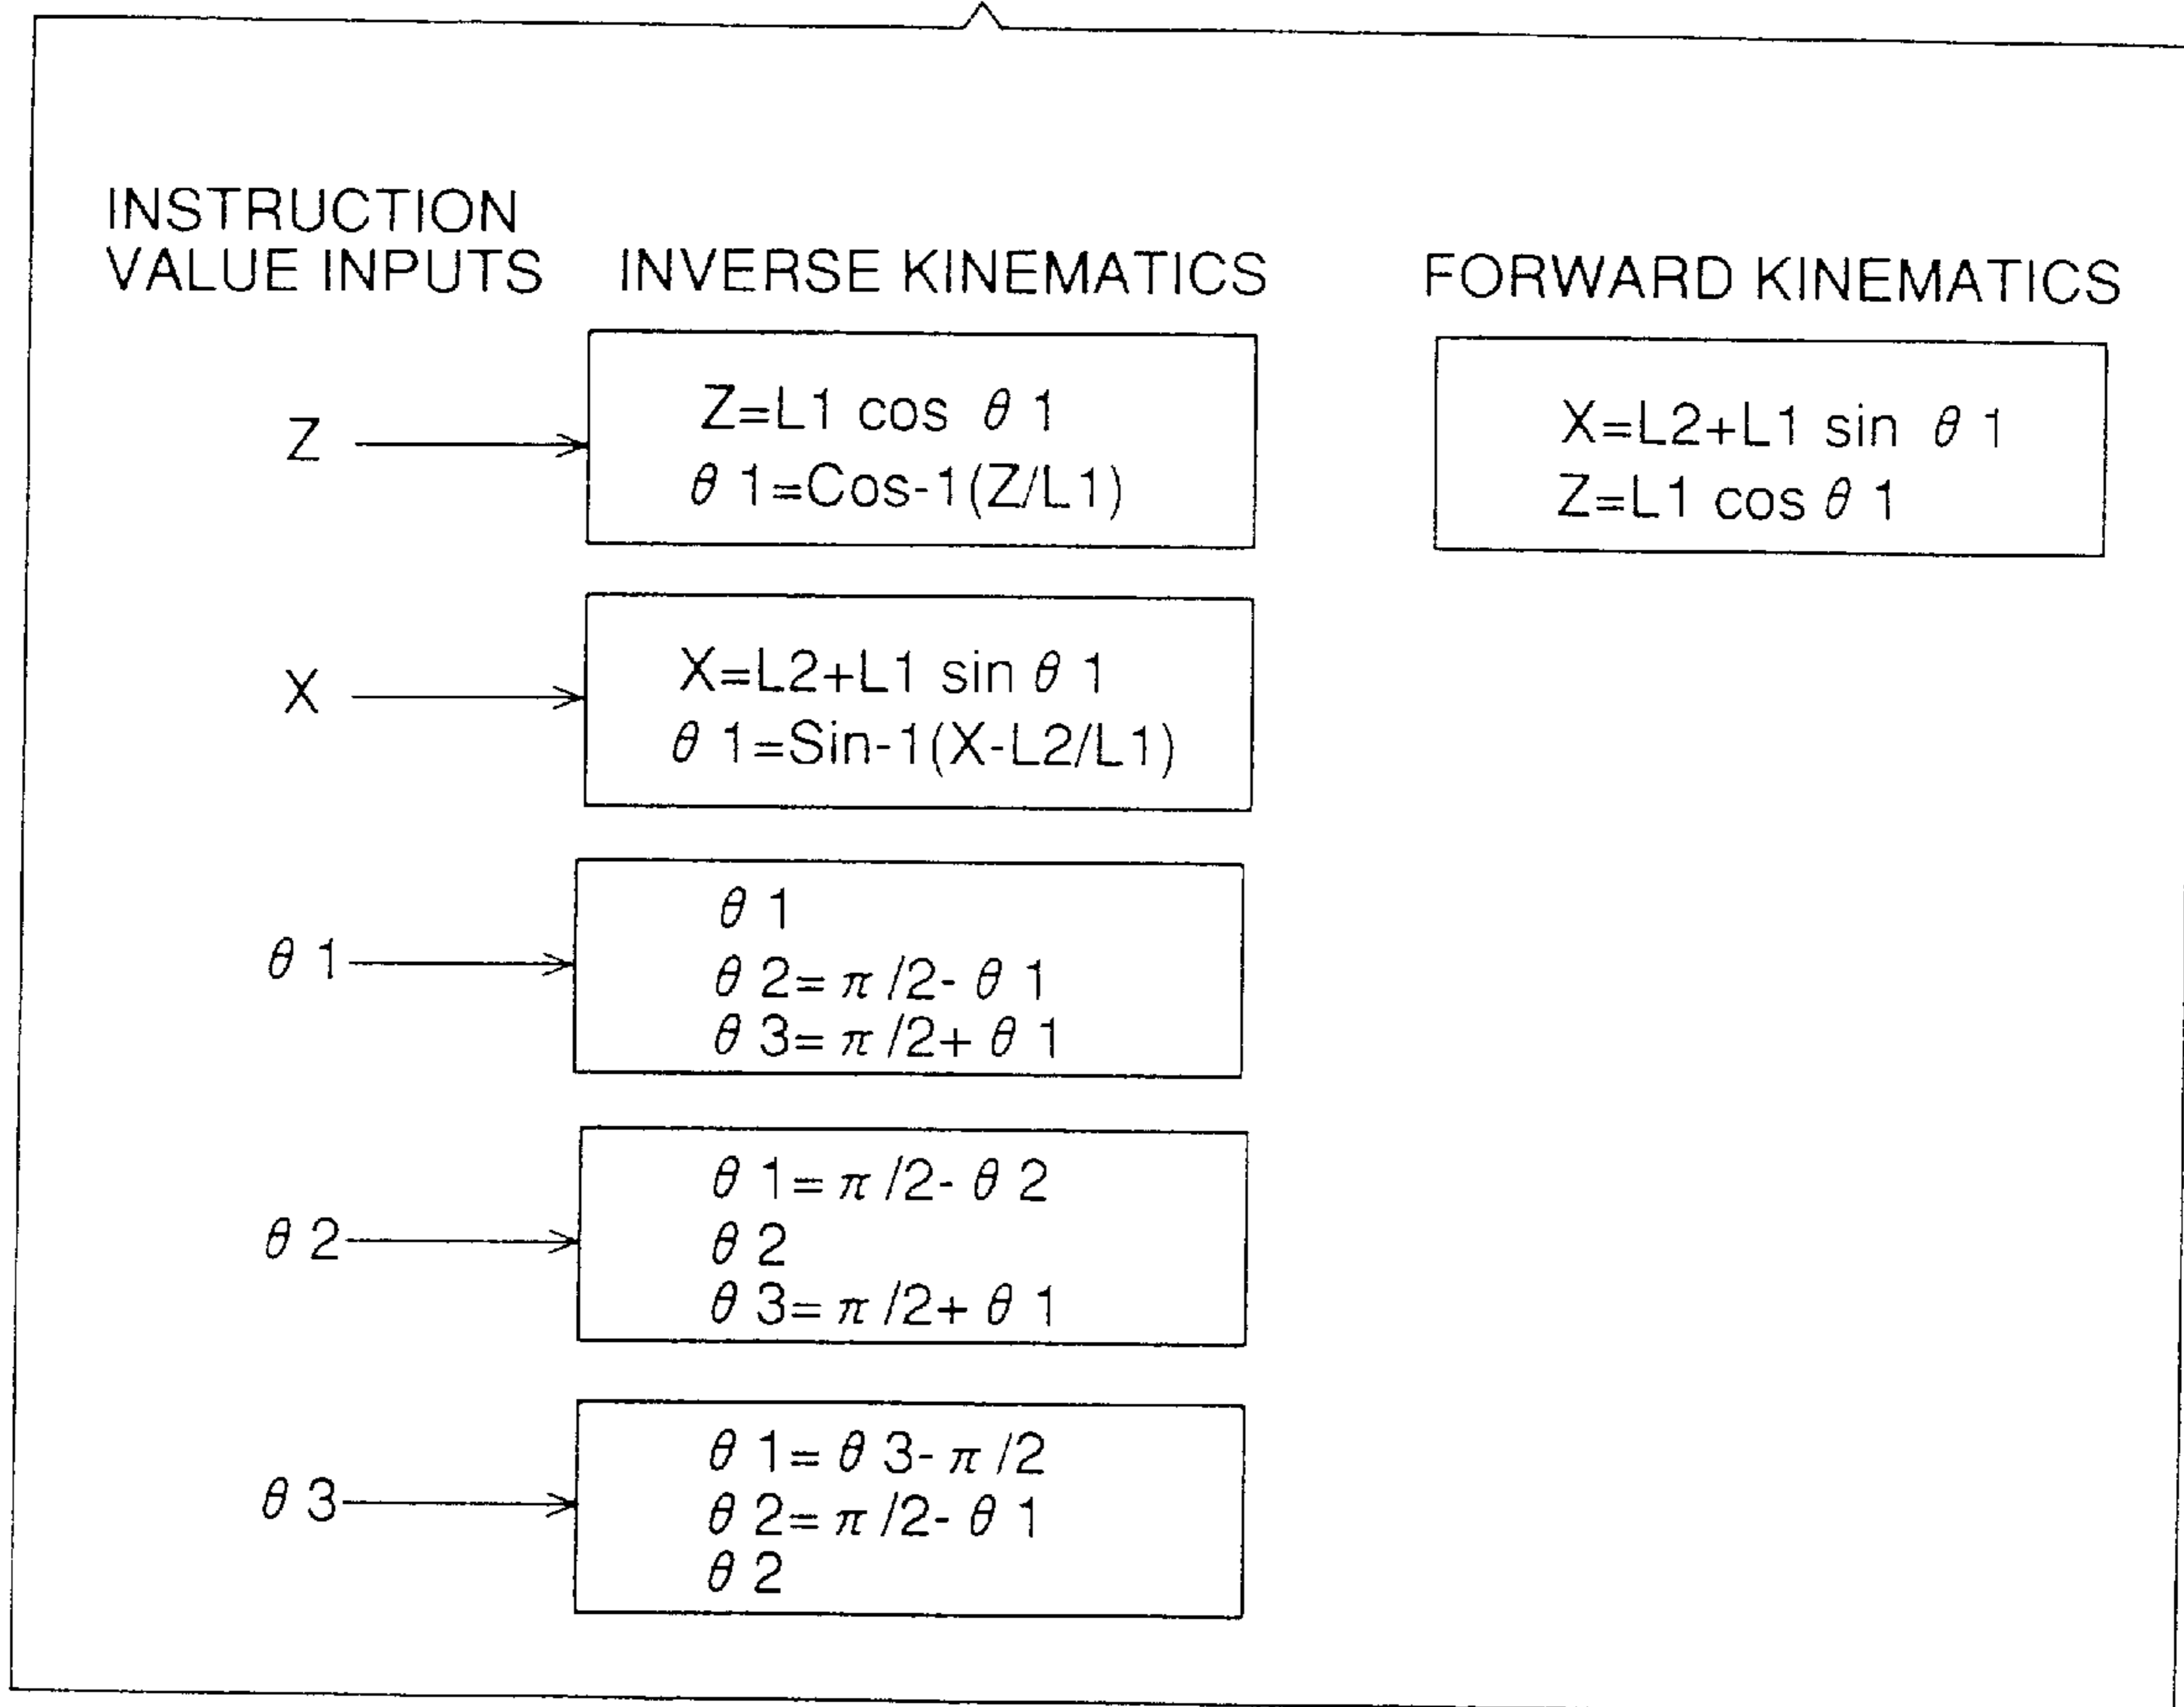 INSTRUCTION
VALUE INPUTS
INVERSE KINEMATICS
FORWARD KINEMATICS
Z
Z=L1 cos θ 1
θ 1=Cos-1(Z/L1)
X=L2+L1 sin θ 1
Z=L1 cos θ 1
X
X=L2+L1 sin θ 1
θ 1=Sin-1(X-L2/L1)
θ 1
θ 1
θ 2=π/2-θ 1
θ 3=π/2+θ 1
θ 2
θ 1=π/2-θ 2
θ 2
θ 3=π/2+θ 1
θ 3
θ 1=θ 3-π/2
θ 2=π/2-θ 1
θ 2